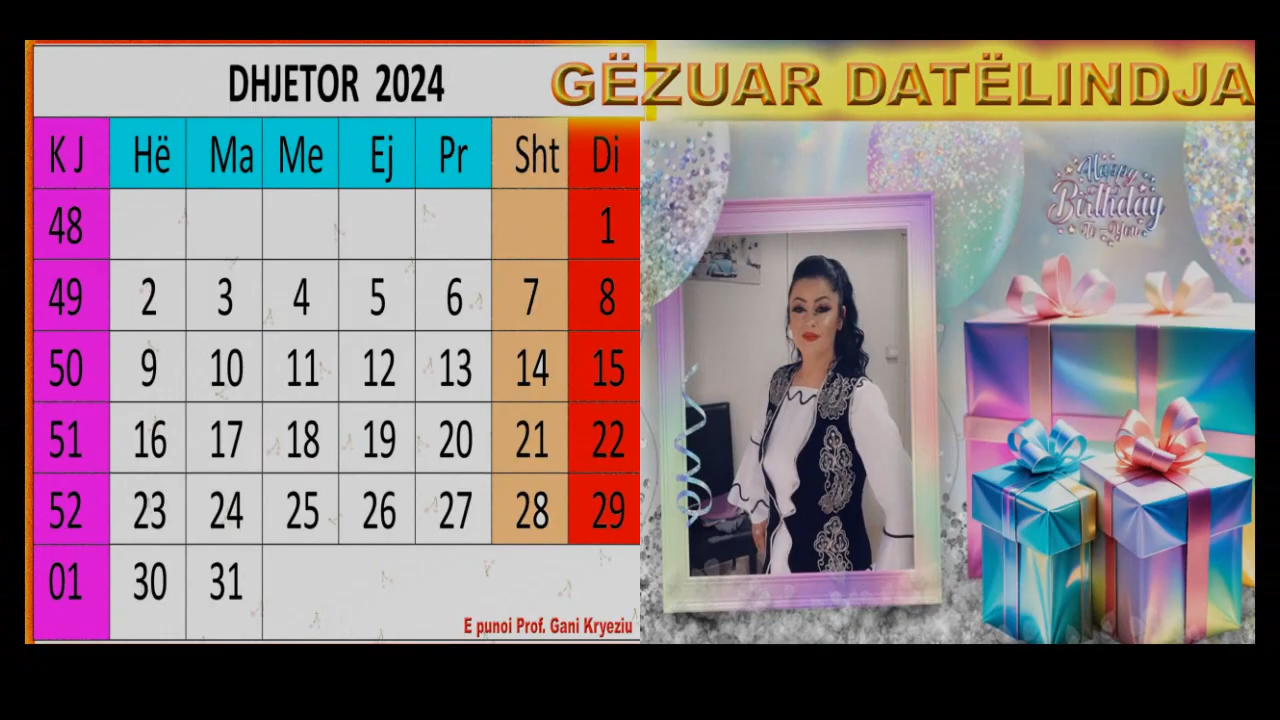 DHJETOR 2024
GËZUAR DATËLINDJA
K J Hë Ma Me Ej Pr Sht Di
48 1
49 2 3 4 5 6 7 8
50 9 10 11 12 13 14 15
51 16 17 18 19 20 21 22
52 23 24 25 26 27 28 29
01 30 31
E punoi Prof. Gani Kryeziu
Happy
Birthday
To You